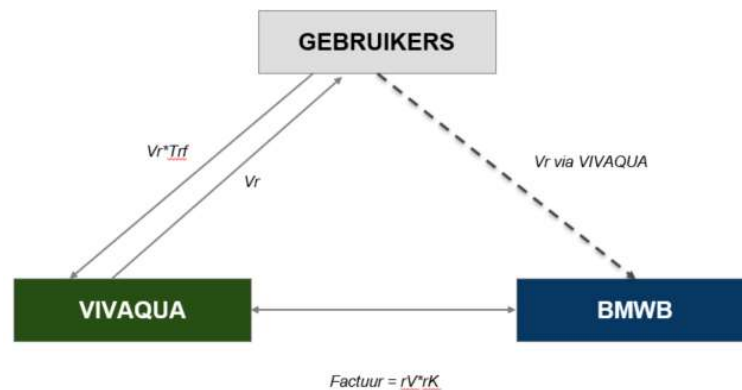 GEBRUIKERS
Vr*Trf
Vr
Vr via VIVAQUA
VIVAQUA
BMWB
Factuur = rV*rK